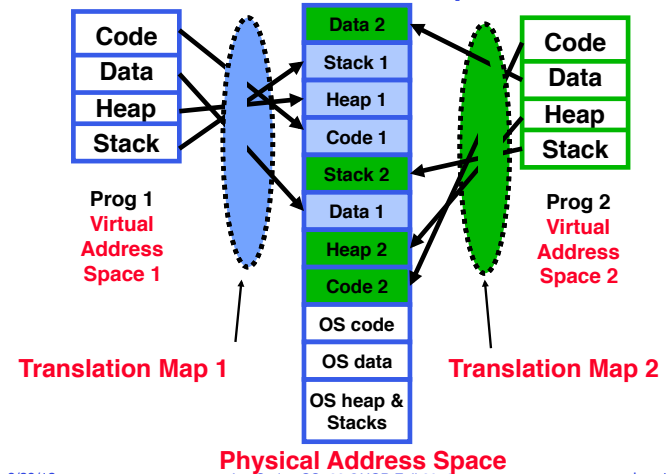 Code
Data
Heap
Stack
Prog 1
Virtual
Address
Space 1
Translation Map 1
Data 2
Stack 1
Heap 1
Code 1
Stack 2
Data 1
Heap 2
Code 2
OS code
OS data
OS heap &
Stacks
Physical Address Space
Code
Data
Heap
Stack
Prog 2
Virtual
Address
Space 2
Translation Map 2